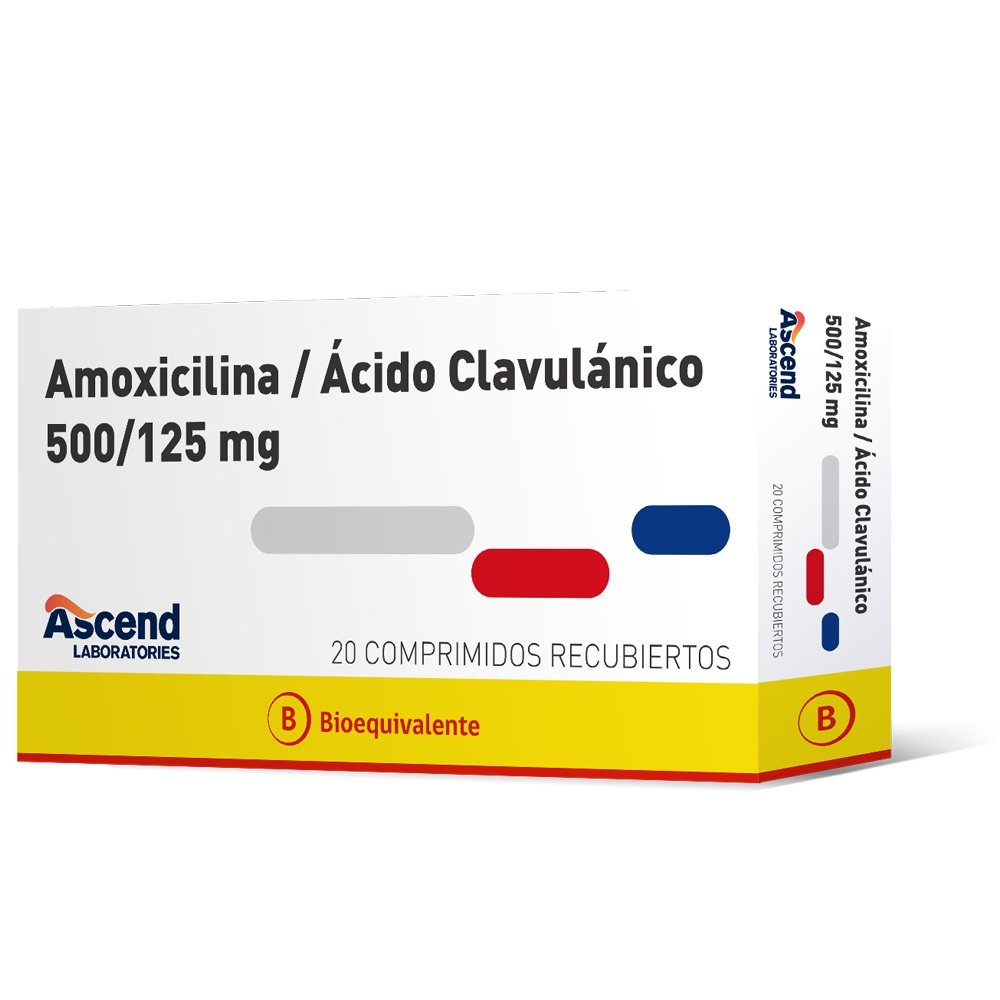 Amoxicilina / Ácido Clavulánico
500/125 mg
Ascend
LABORATORIES
20 COMPRIMIDOS RECUBIERTOS
B Bioequivalente
Amoxicilina / Ácido Clavulánico
500/125 mg
Ascend
LABORATORIES
20 COMPRIMIDOS RECUBIERTOS
B